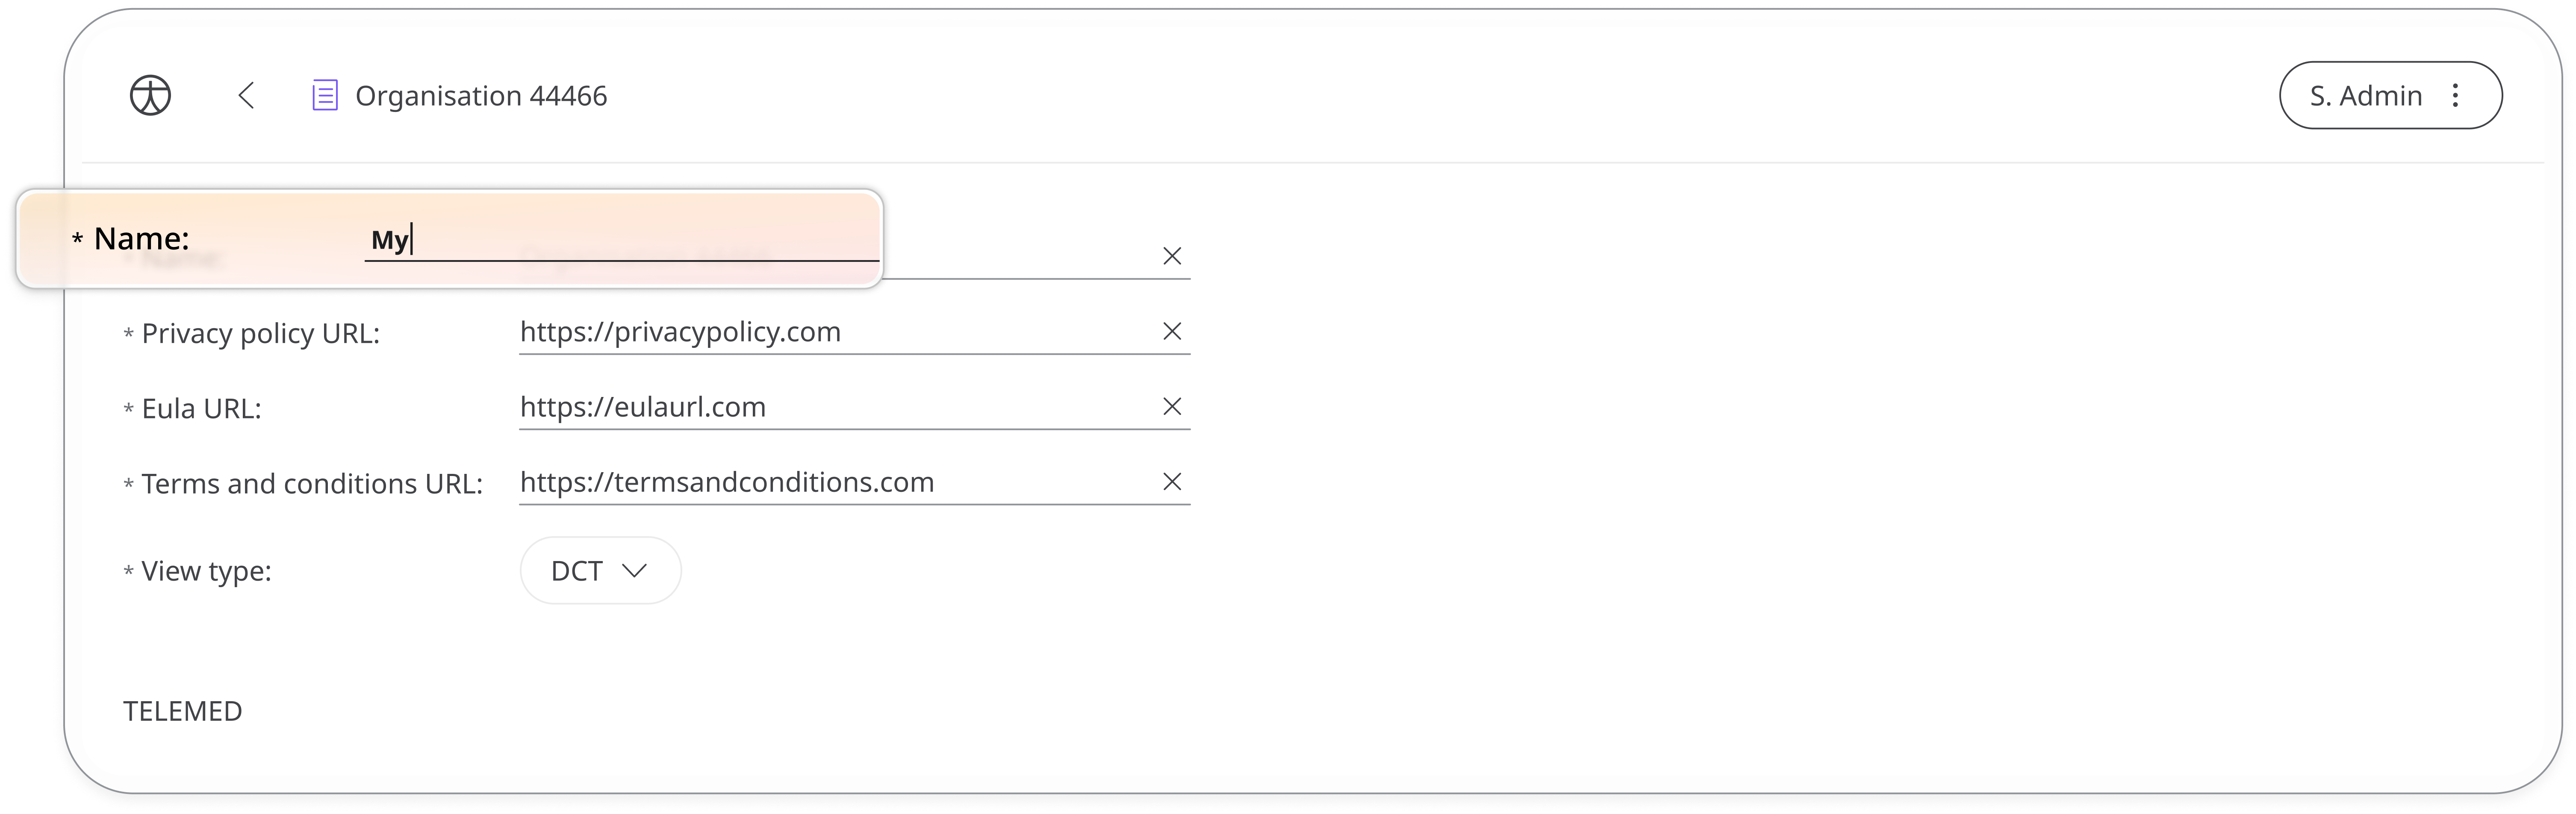 Organisation 44466
S. Admin
* Name: My
* Privacy policy URL: https://privacypolicy.com
* Eula URL: https://eulaurl.com
* Terms and conditions URL: https://termsandconditions.com
* View type: DCT
TELEMED